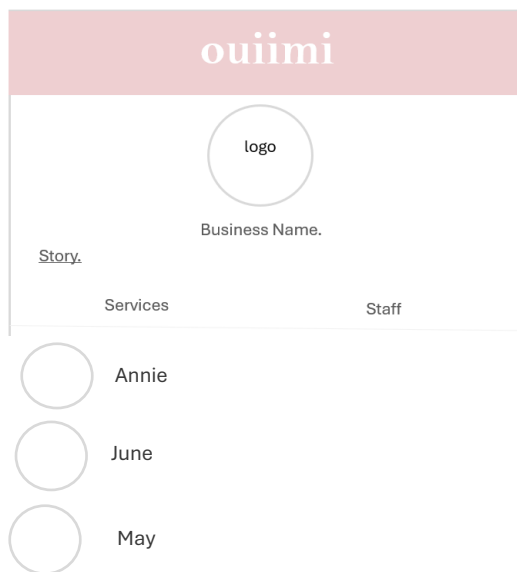 ouiimi
logo
Business Name.
Story.
Services
Staff
Annie
June
May